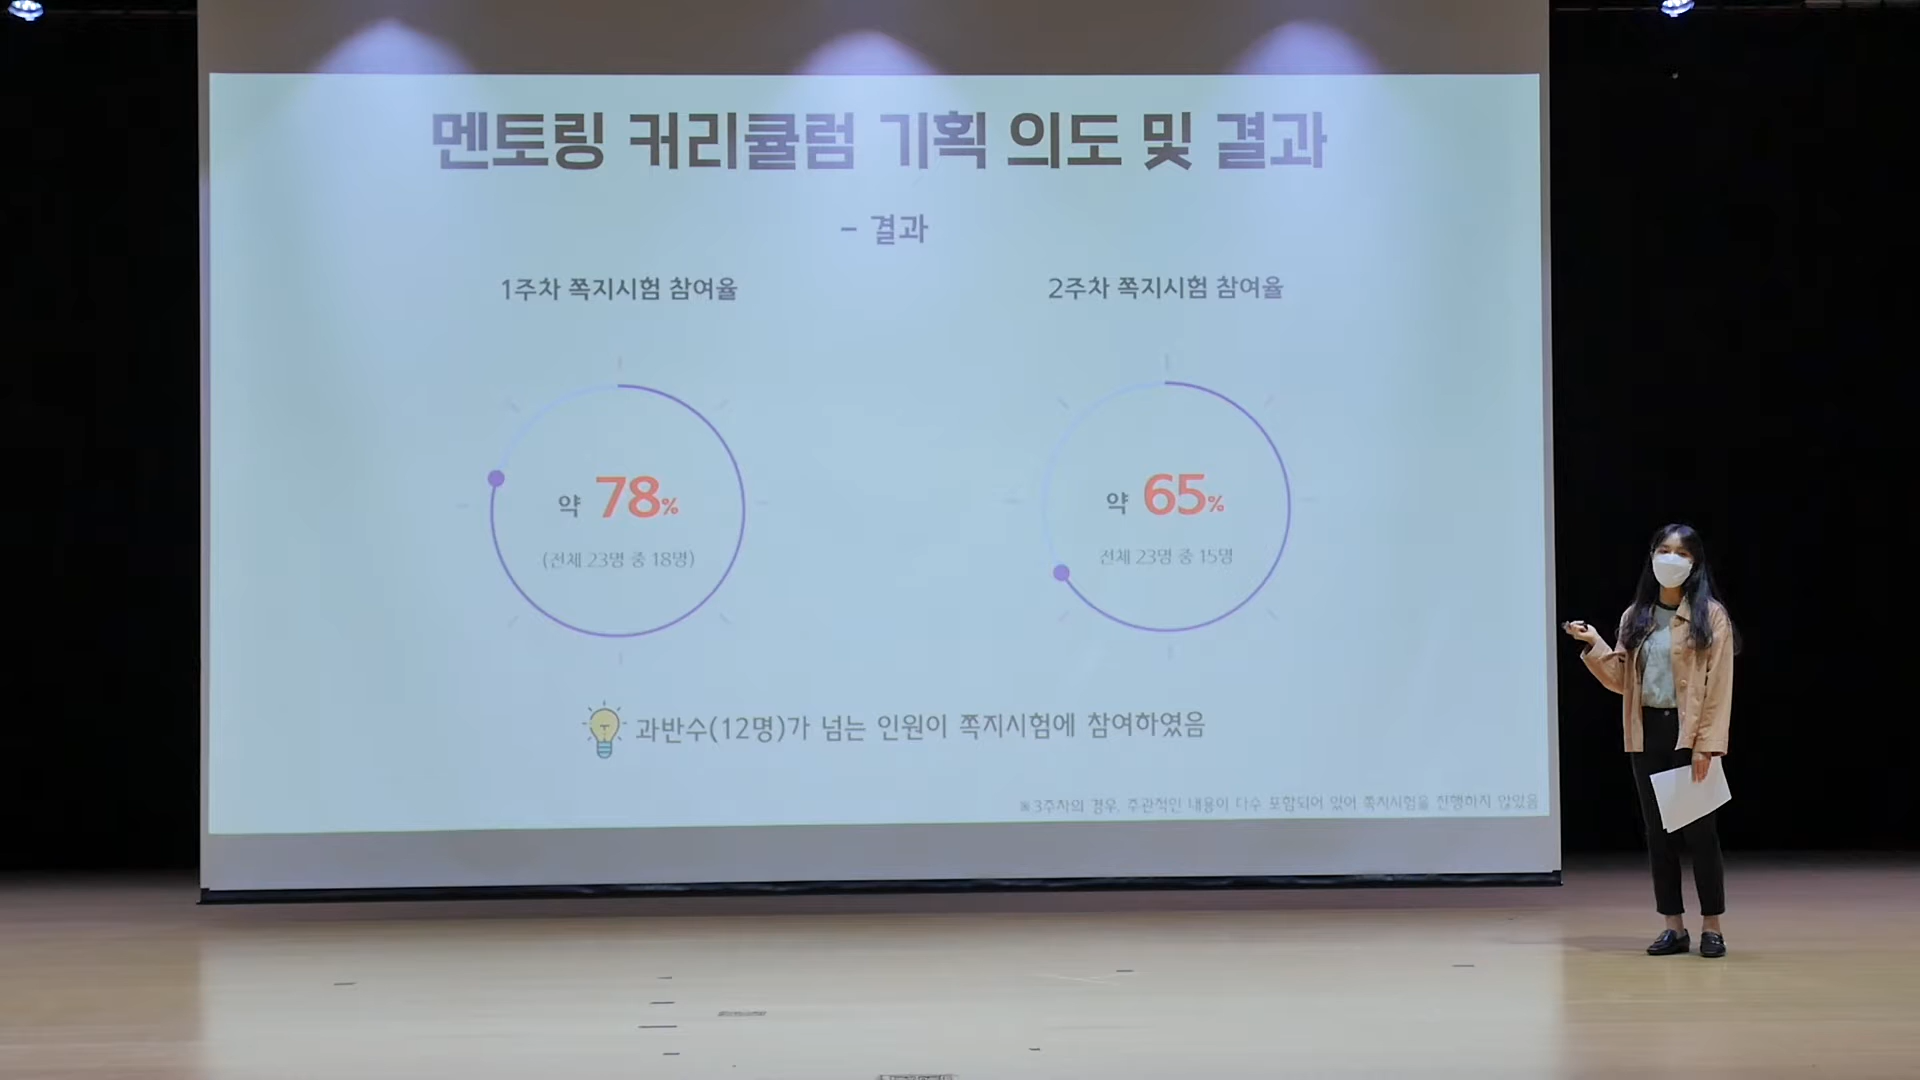 멘토링 커리큘럼 기획 의도 및 결과
- 결과
1주차 쪽지시험 참여율
2주차 쪽지시험 참여율
약 78%
(전체 23명 중 18명)
약 65%
전체 23명 중 15명
과반수(12명)가 넘는 인원이 쪽지시험에 참여하였음
※3주차의 경우, 주관적인 내용이 다수 포함되어 있어 쪽지시험을 진행하지 않았음